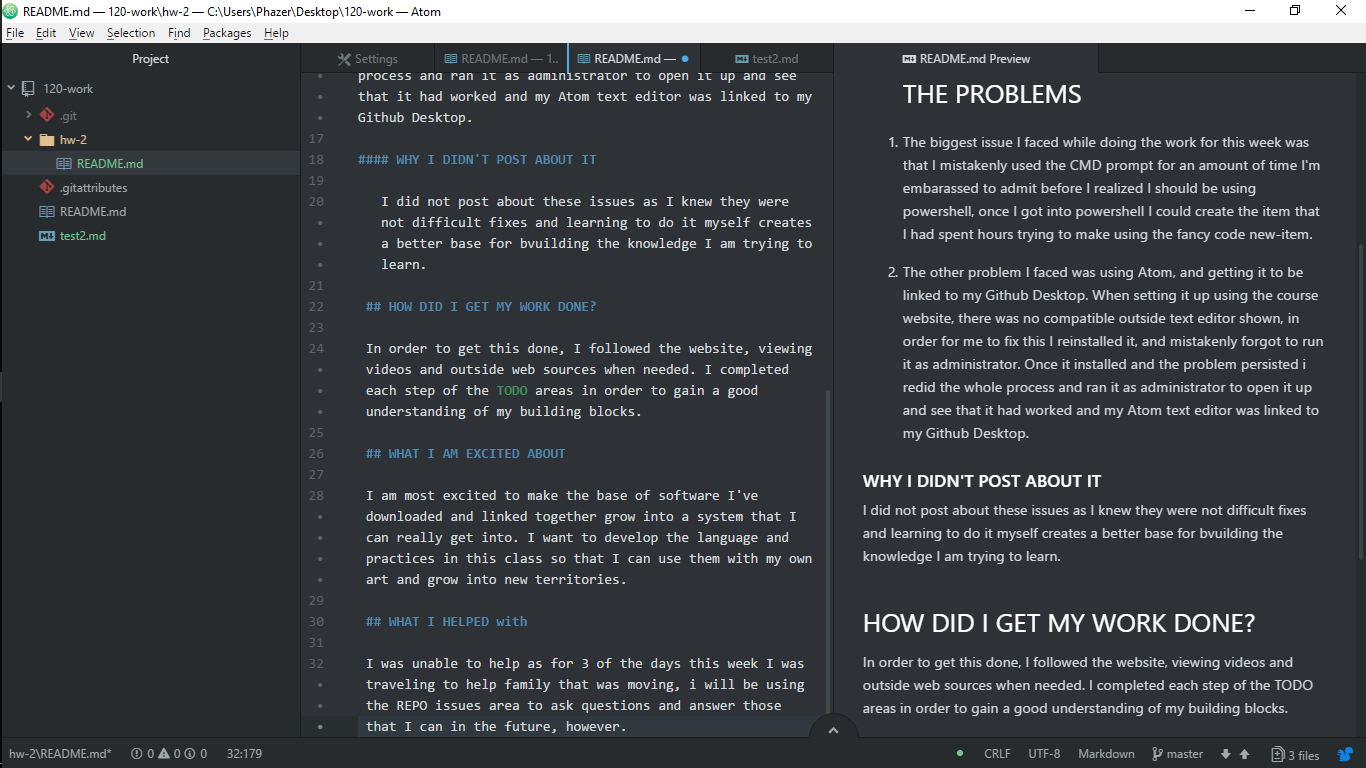 README.md — 120-work\hw-2 — C:\Users\Phazer\Desktop\120-work — Atom
File Edit View Selection Find Packages Help
Project
120-work
.git
hw-2
README.md
.gitattributes
README.md
test2.md
Settings
README.md — 1..
README.md —
test2.md
process and ran it as administrator to open it up and see
that it had worked and my Atom text editor was linked to my
Github Desktop.
17
18 #### WHY I DIDN'T POST ABOUT IT
19
20 I did not post about these issues as I knew they were
not difficult fixes and learning to do it myself creates
a better base for bvuilding the knowledge I am trying to
learn.
21
22 ## HOW DID I GET MY WORK DONE?
23
24 In order to get this done, I followed the website, viewing
videos and outside web sources when needed. I completed
each step of the TODO areas in order to gain a good
understanding of my building blocks.
25
26 ## WHAT I AM EXCITED ABOUT
27
28 I am most excited to make the base of software I've
downloaded and linked together grow into a system that I
can really get into. I want to develop the language and
practices in this class so that I can use them with my own
art and grow into new territories.
29
30 ## WHAT I HELPED with
31
32 I was unable to help as for 3 of the days this week I was
traveling to help family that was moving, i will be using
the REPO issues area to ask questions and answer those
that I can in the future, however.
README.md Preview
THE PROBLEMS
1. The biggest issue I faced while doing the work for this week was
that I mistakenly used the CMD prompt for an amount of time I'm
embarassed to admit before I realized I should be using
powershell, once I got into powershell I could create the item that
I had spent hours trying to make using the fancy code new-item.
2. The other problem I faced was using Atom, and getting it to be
linked to my Github Desktop. When setting it up using the course
website, there was no compatible outside text editor shown, in
order for me to fix this I reinstalled it, and mistakenly forgot to run
it as administrator. Once it installed and the problem persisted i
redid the whole process and ran it as administrator to open it up
and see that it had worked and my Atom text editor was linked to
my Github Desktop.
WHY I DIDN'T POST ABOUT IT
I did not post about these issues as I knew they were not difficult fixes
and learning to do it myself creates a better base for bvuilding the
knowledge I am trying to learn.
HOW DID I GET MY WORK DONE?
In order to get this done, I followed the website, viewing videos and
outside web sources when needed. I completed each step of the TODO
areas in order to gain a good understanding of my building blocks.
hw-2\README.md* 0 0 0 32:179 CRLF UTF-8 Markdown master 3 files